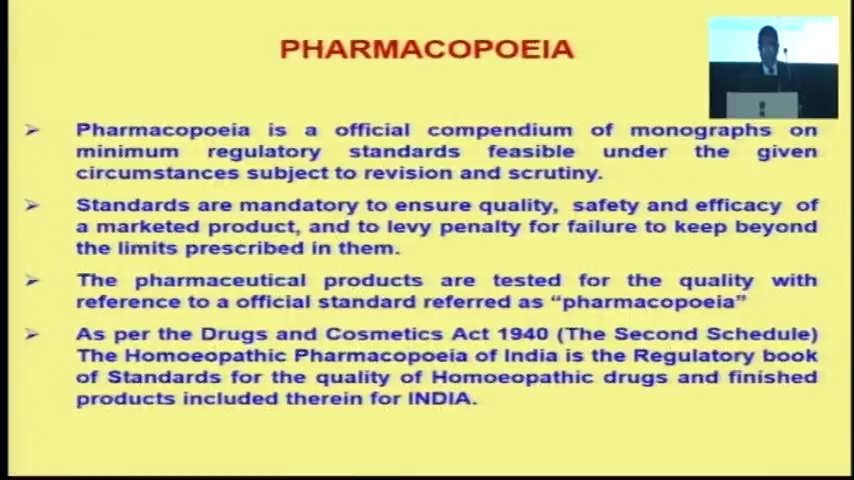 PHARMACOPOEIA
Pharmacopoeia is a official compendium of monographs on
minimum regulatory standards feasible under the given
circumstances subject to revision and scrutiny.
Standards are mandatory to ensure quality, safety and efficacy of
a marketed product, and to levy penalty for failure to keep beyond
the limits prescribed in them.
The pharmaceutical products are tested for the quality with
reference to a official standard referred as “pharmacopoeia”
As per the Drugs and Cosmetics Act 1940 (The Second Schedule)
The Homoeopathic Pharmacopoeia of India is the Regulatory book
of Standards for the quality of Homoeopathic drugs and finished
products included therein for INDIA.